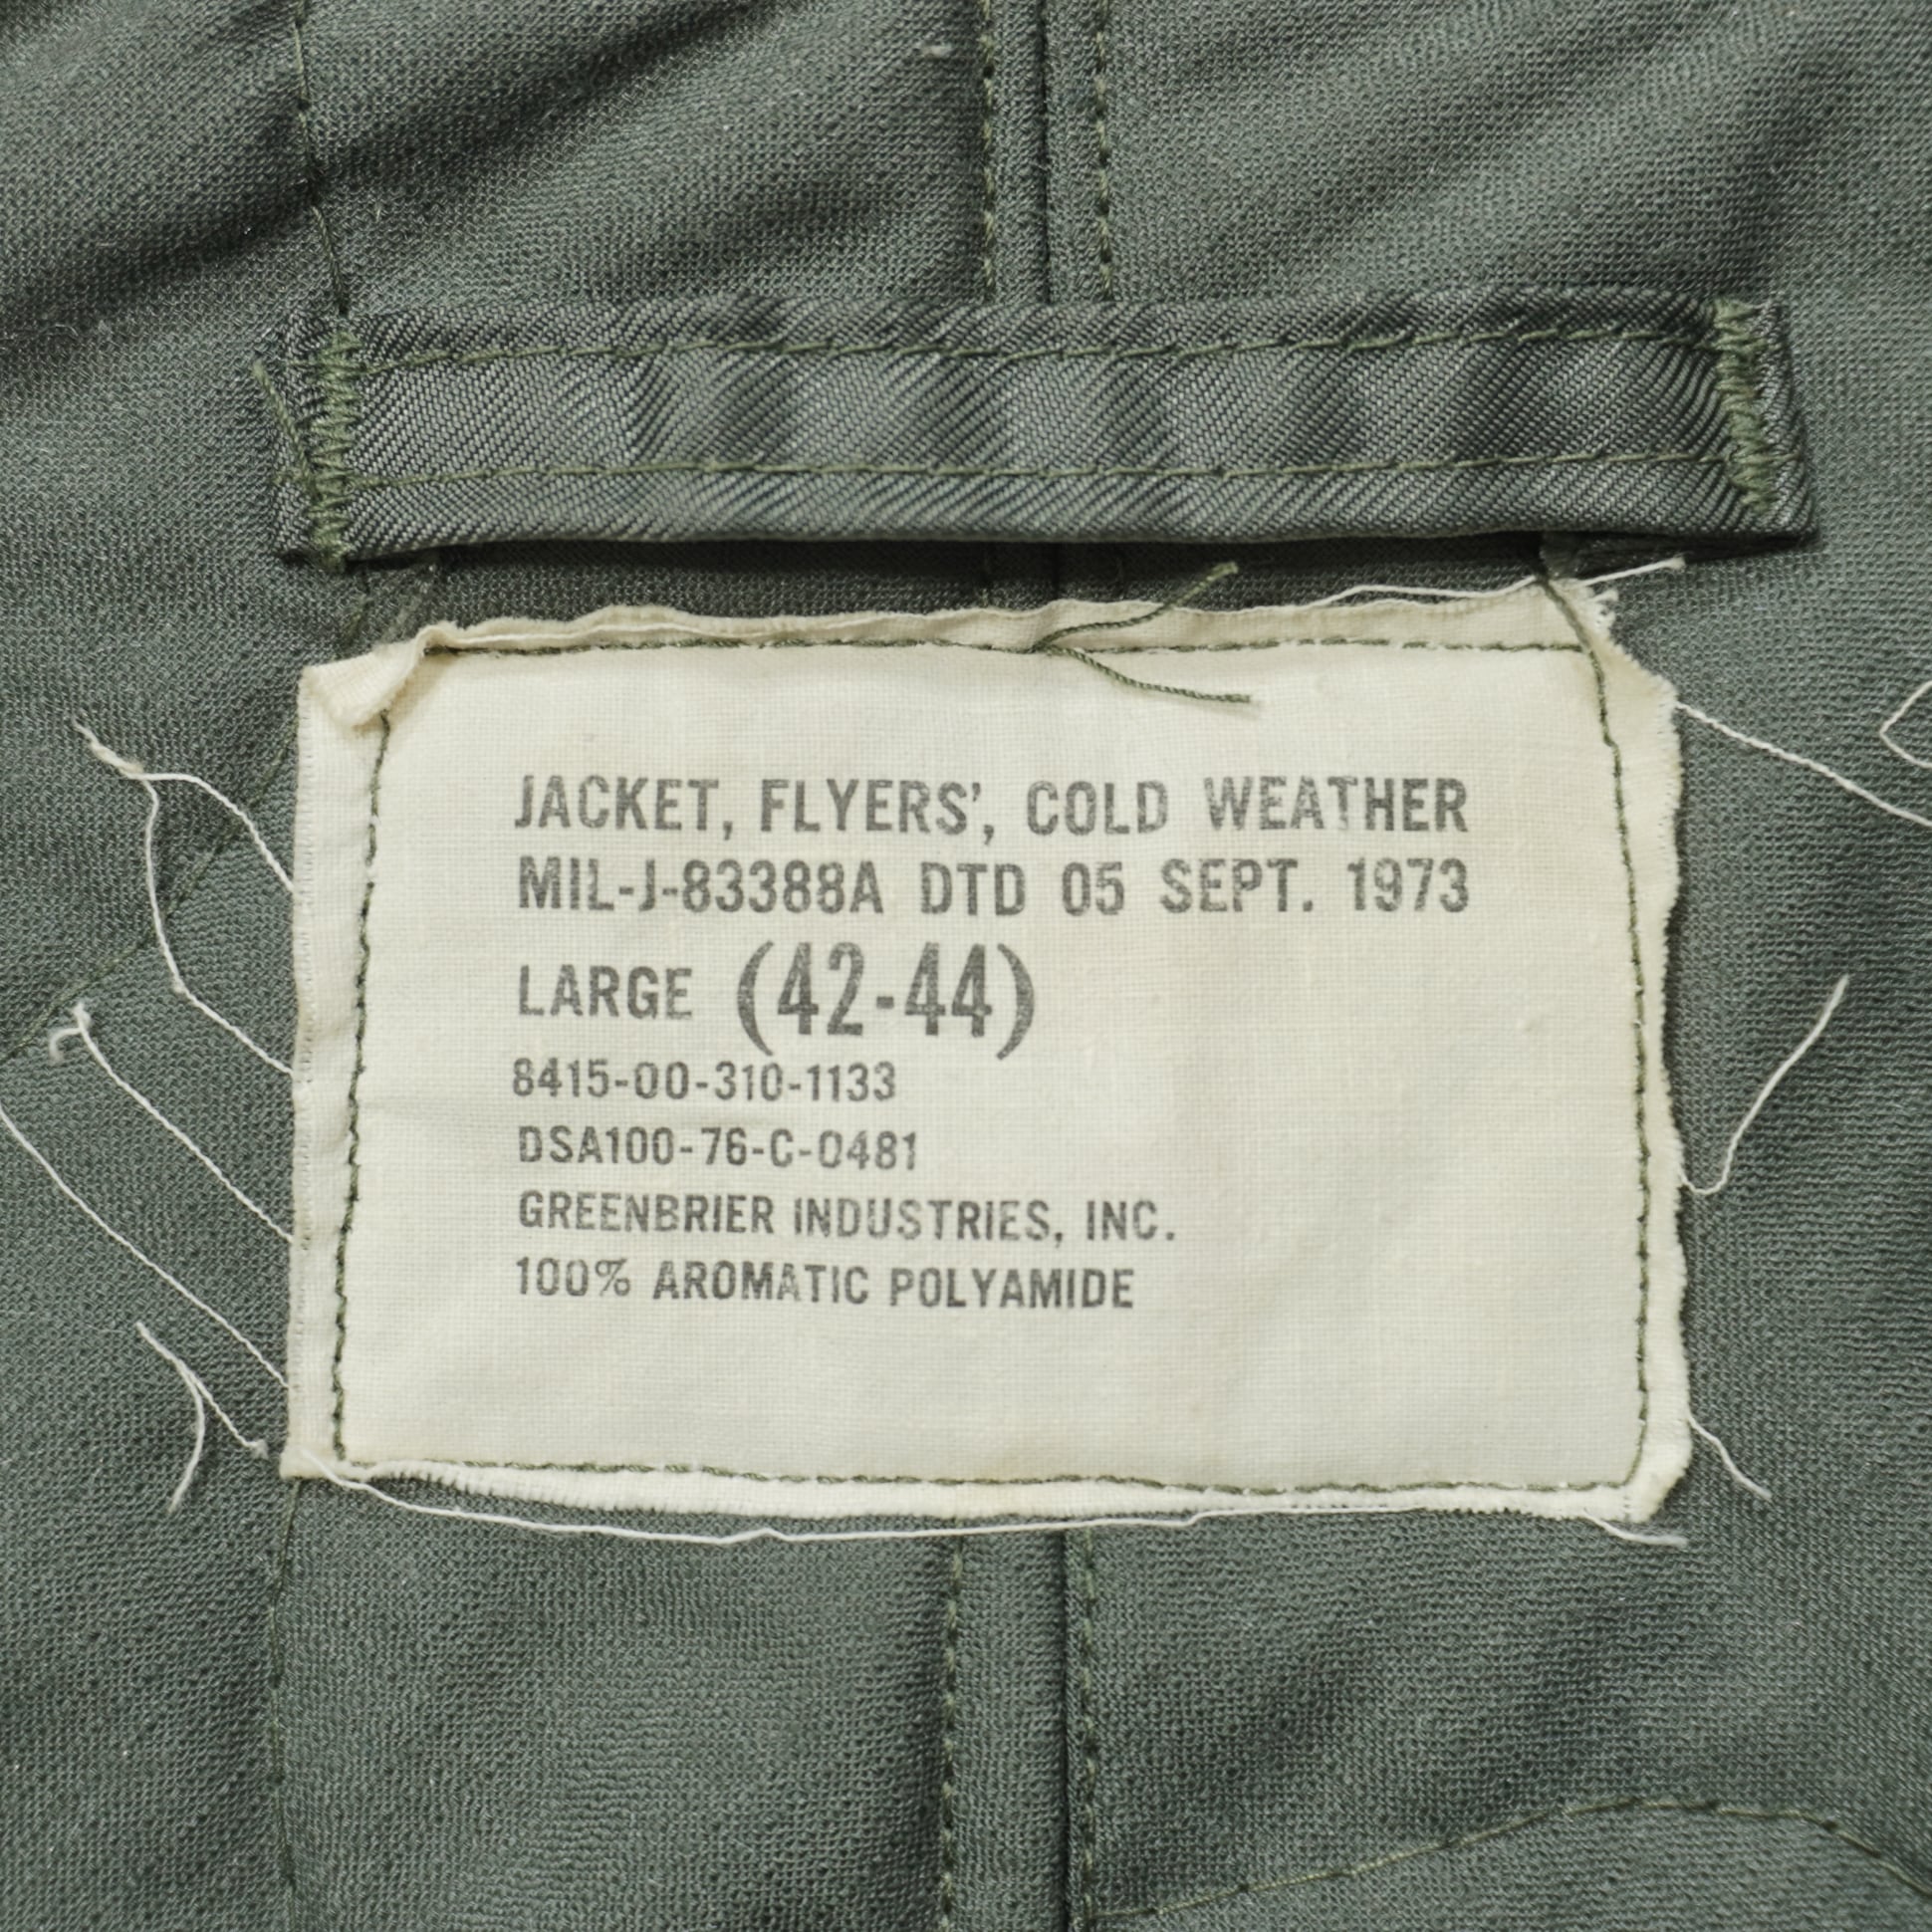 JACKET, FLYERS', COLD WEATHER
MIL-J-83388A DTD 05 SEPT. 1973
LARGE (42-44)
8415-00-310-1133
DSA100-76-C-0481
GREENBRIER INDUSTRIES, INC.
100% AROMATIC POLYAMIDE